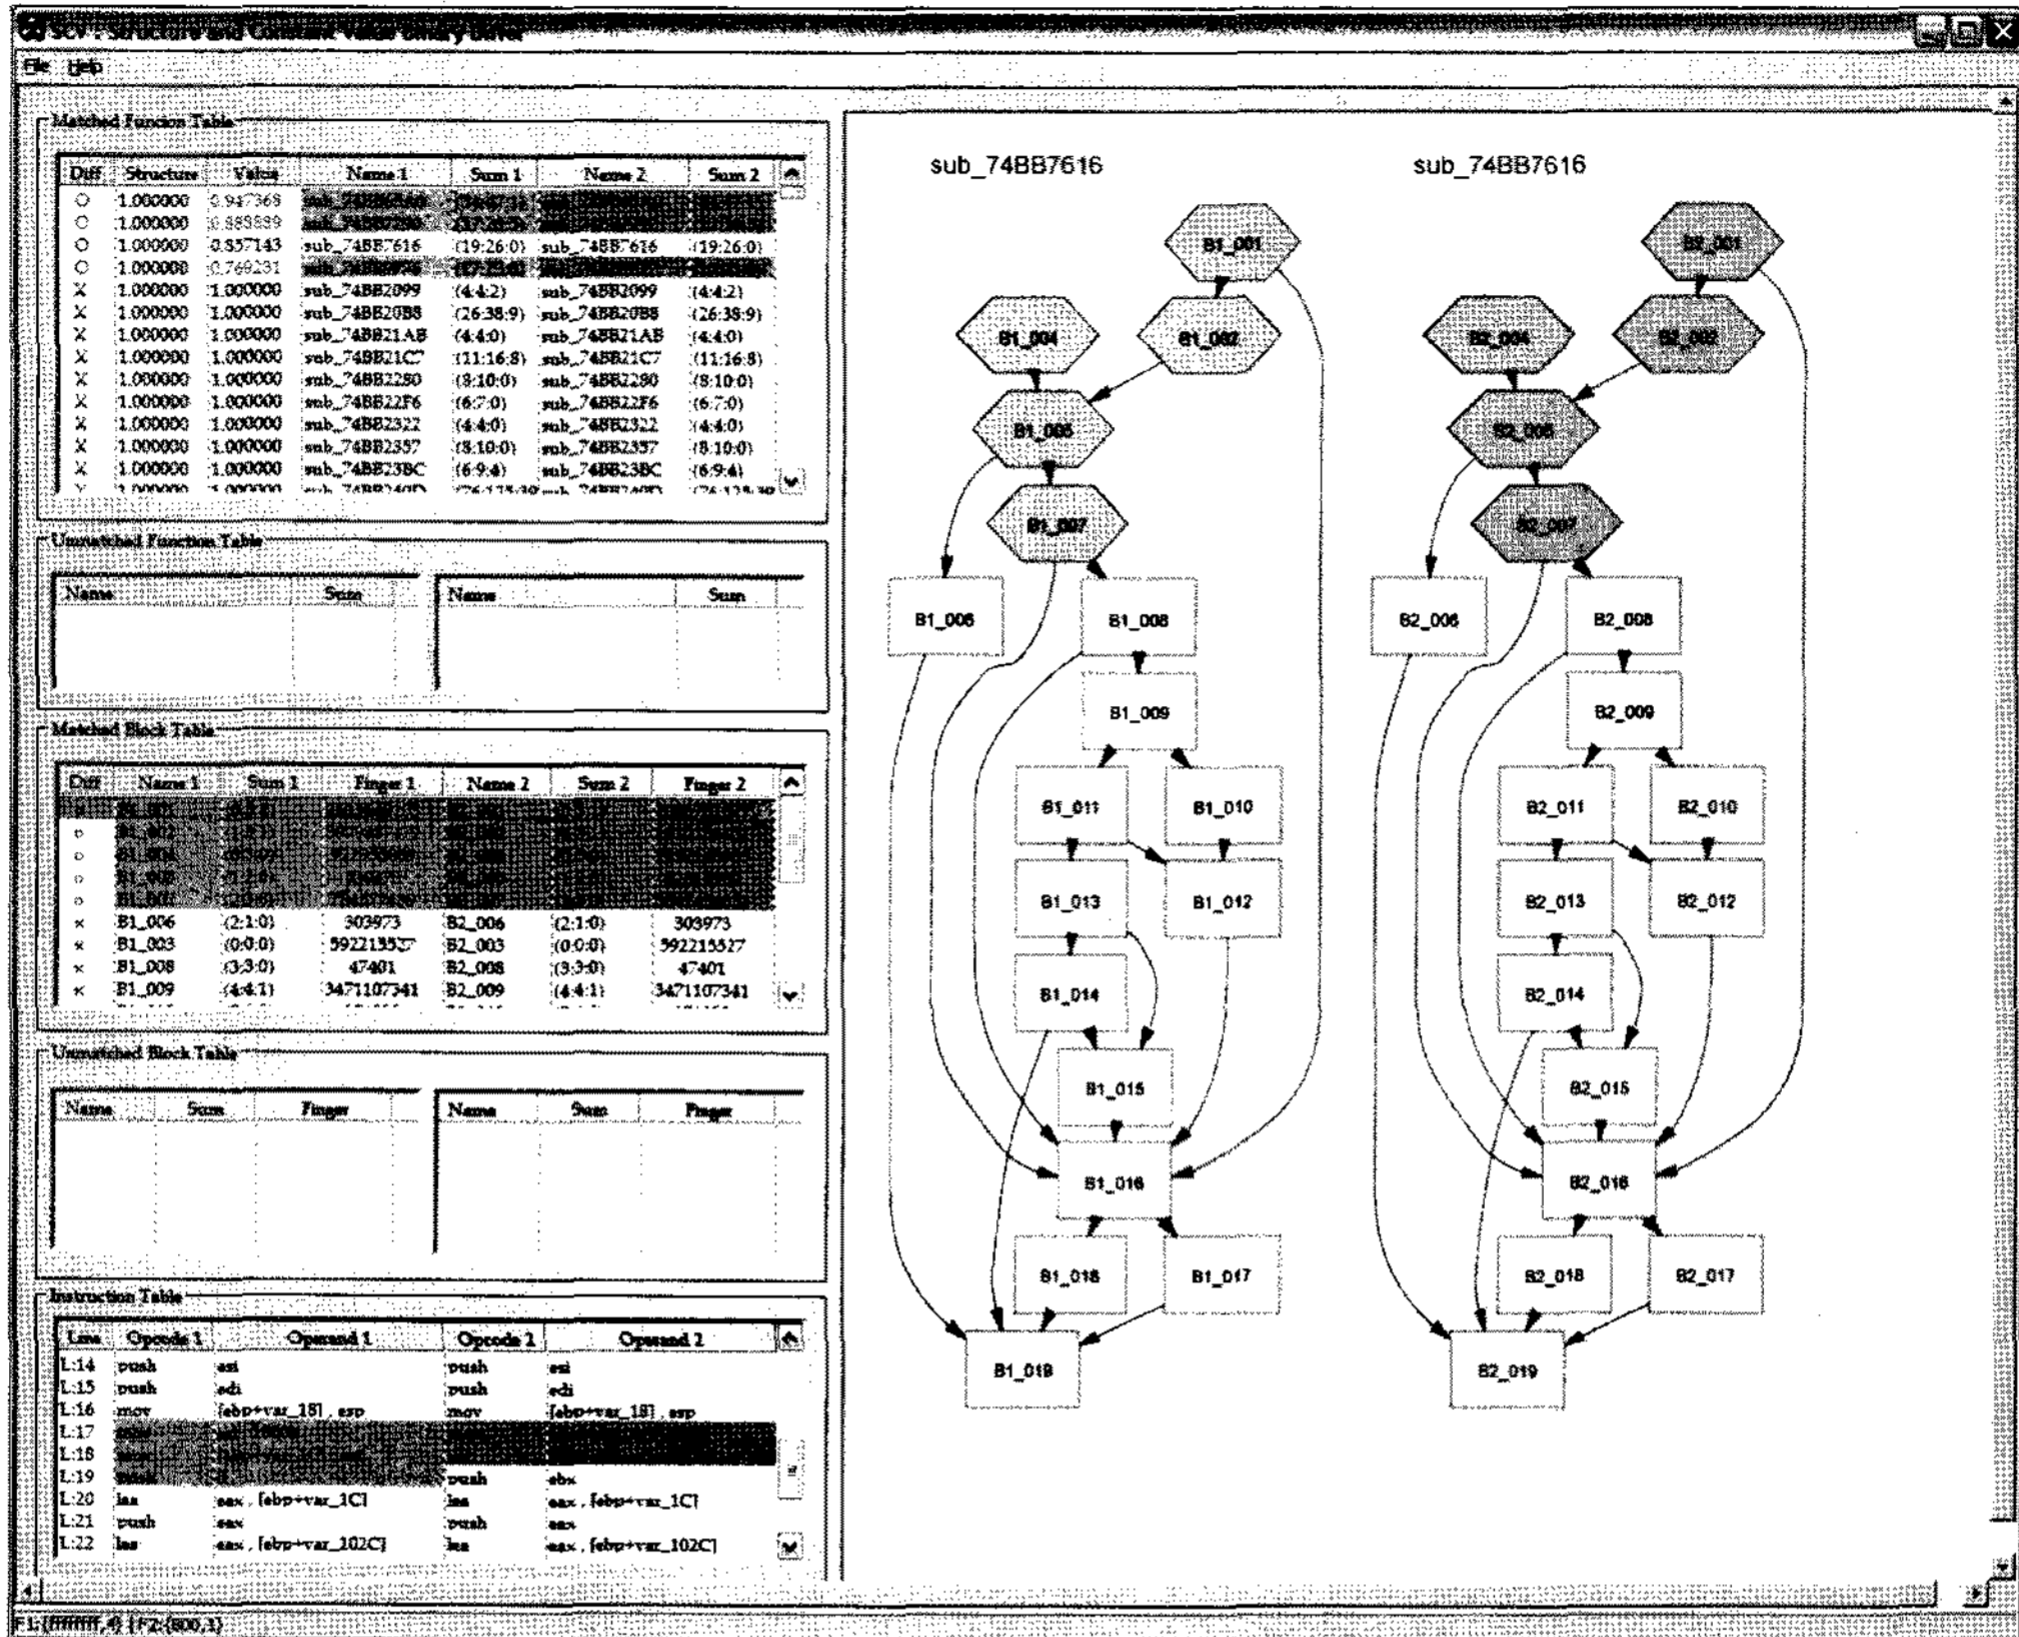 SCV : Structure and Constant Value Binary Differ
File Help
Matched Funcion Table
Diff Structure Value Name 1 Sum 1 Name 2 Sum 2
O 1.000000 0.947368
O 1.000000 0.888889
O 1.000000 0.857143 sub_74BB7616 (19:26:0) sub_74BB7616 (19:26:0)
O 1.000000 0.769231
X 1.000000 1.000000 sub_74BB2099 (4:4:2) sub_74BB2099 (4:4:2)
X 1.000000 1.000000 sub_74BB20B8 (26:38:9) sub_74BB20B8 (26:38:9)
X 1.000000 1.000000 sub_74BB21AB (4:4:0) sub_74BB21AB (4:4:0)
X 1.000000 1.000000 sub_74BB21C7 (11:16:8) sub_74BB21C7 (11:16:8)
X 1.000000 1.000000 sub_74BB2280 (8:10:0) sub_74BB2280 (8:10:0)
X 1.000000 1.000000 sub_74BB22F6 (6:7:0) sub_74BB22F6 (6:7:0)
X 1.000000 1.000000 sub_74BB2322 (4:4:0) sub_74BB2322 (4:4:0)
X 1.000000 1.000000 sub_74BB2357 (8:10:0) sub_74BB2357 (8:10:0)
X 1.000000 1.000000 sub_74BB23BC (6:9:4) sub_74BB23BC (6:9:4)
Unmatched Function Table
Name Sum Name Sum
Matched Block Table
Diff Name 1 Sum 1 Finger 1 Name 2 Sum 2 Finger 2
x B1_006 (2:1:0) 303973 B2_006 (2:1:0) 303973
x B1_003 (0:0:0) 592215527 B2_003 (0:0:0) 592215527
x B1_008 (3:3:0) 47401 B2_008 (3:3:0) 47401
x B1_009 (4:4:1) 3471107341 B2_009 (4:4:1) 3471107341
Unmatched Block Table
Name Sum Finger Name Sum Finger
Instruction Table
Line Opcode 1 Operand 1 Opcode 2 Operand 2
L:14 push esi push esi
L:15 push edi push edi
L:16 mov [ebp+var_18] , esp mov [ebp+var_18] , esp
L:17
L:18
L:19 push ebx
L:20 lea eax , [ebp+var_1C] lea eax , [ebp+var_1C]
L:21 push eax push eax
L:22 lea eax , [ebp+var_102C] lea eax , [ebp+var_102C]
F1:(ffffffff,4) | F2:(800,1)
sub_74BB7616
B1_001
B1_004 B1_002
B1_005
B1_007
B1_006 B1_008
B1_009
B1_011 B1_010
B1_013 B1_012
B1_014
B1_015
B1_016
B1_018 B1_017
B1_019
sub_74BB7616
B2_001
B2_004 B2_002
B2_005
B2_007
B2_006 B2_008
B2_009
B2_011 B2_010
B2_013 B2_012
B2_014
B2_015
B2_016
B2_018 B2_017
B2_019